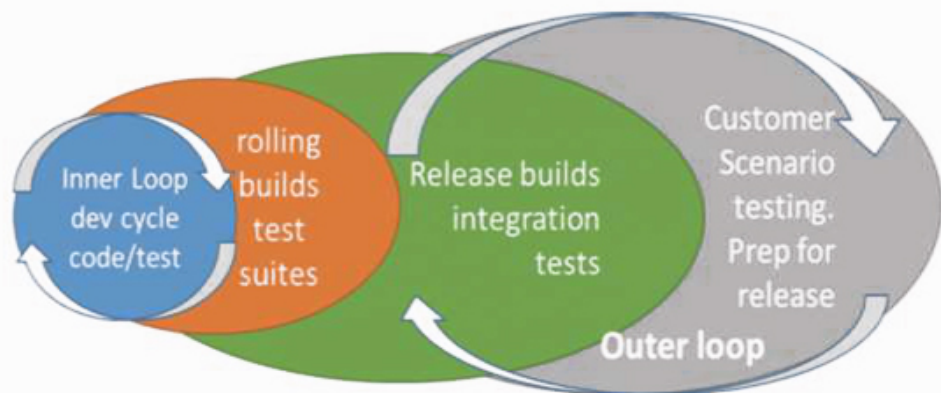 Inner Loop
dev cycle
code/test
rolling
builds
test
suites
Release builds
integration
tests
Customer
Scenario
testing.
Prep for
release
Outer loop